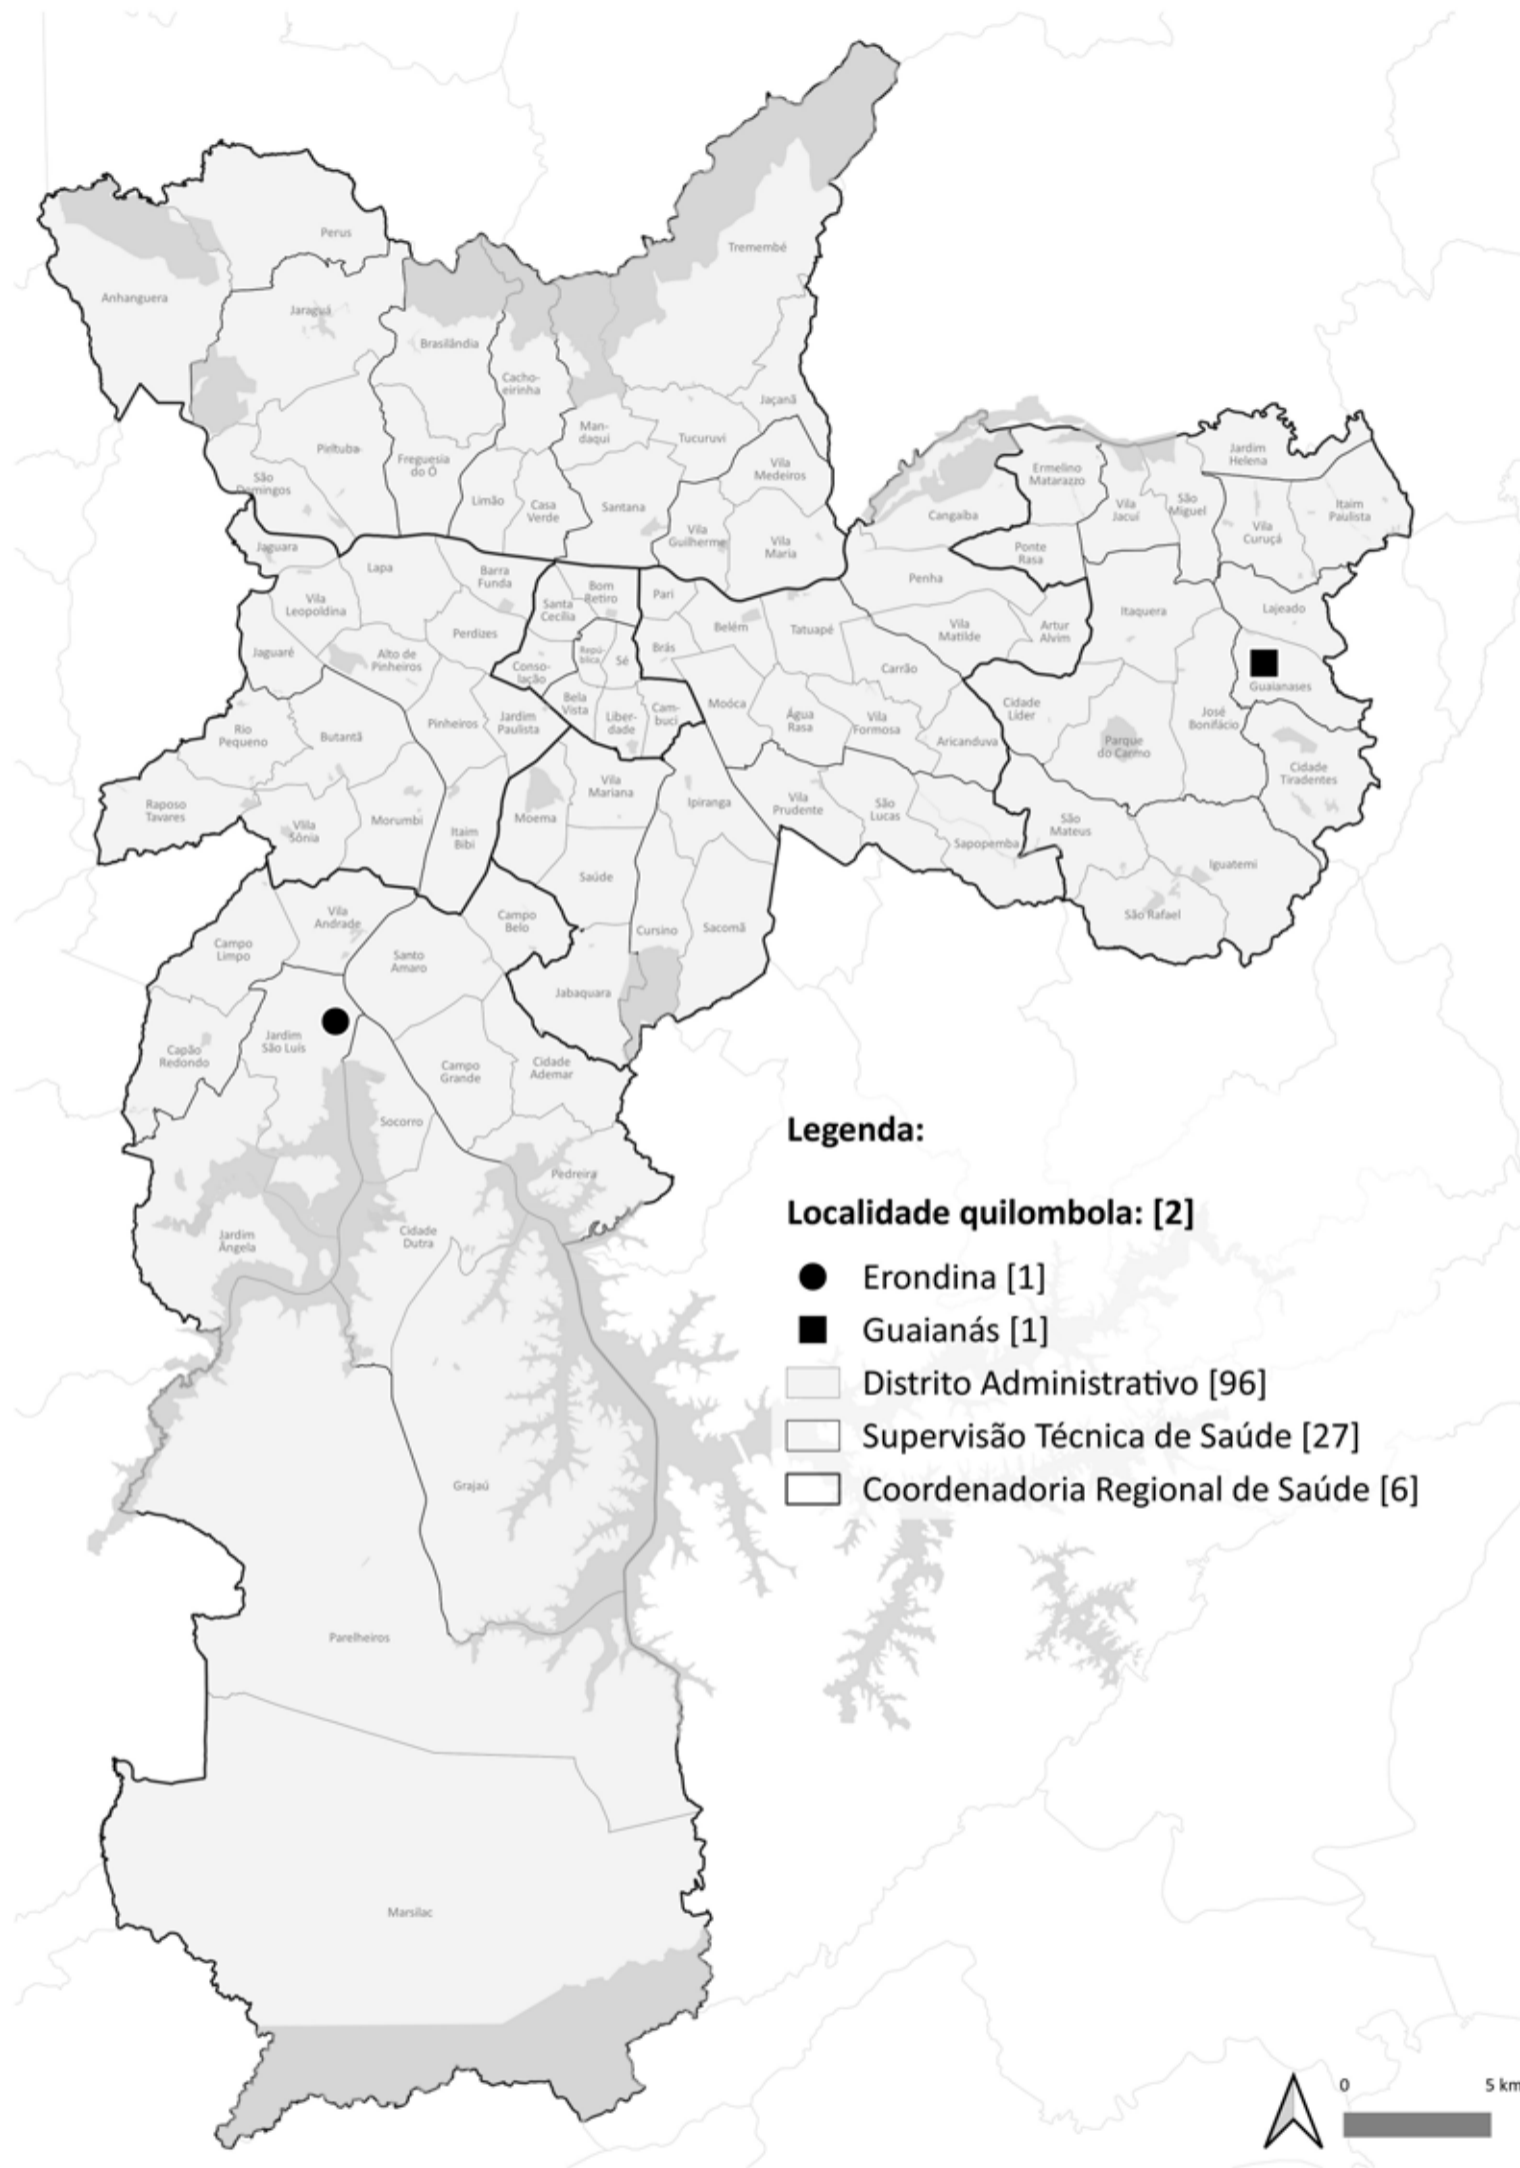 Perus
Tremembé
Anhanguera
Jaraguá
Brasilândia
Cacho-
eirinha
Jaçanã
Man-
daqui
Tucuruvi
Pirituba
Freguesia
do Ó
Vila
Medeiros
São
Domingos
Limão
Casa
Verde
Santana
Vila
Guilherme
Vila
Maria
Jardim
Helena
Ermelino
Matarazzo
Vila
Jacuí
São
Miguel
Itaim
Paulista
Vila
Curuçá
Cangaíba
Ponte
Rasa
Jaguara
Lapa
Barra
Funda
Bom
Retiro
Pari
Penha
Vila
Leopoldina
Santa
Cecília
Itaquera
Lajeado
Perdizes
Belém
Tatuapé
Vila
Matilde
Artur
Alvim
Jaguaré
Alto de
Pinheiros
Conso-
lação
Repú-
blica
Sé
Brás
Carrão
Guaianases
Rio
Pequeno
Butantã
Pinheiros
Jardim
Paulista
Bela
Vista
Liber-
dade
Cam-
buci
Moóca
Água
Rasa
Vila
Formosa
Aricanduva
Cidade
Líder
Parque
do Carmo
José
Bonifácio
Cidade
Tiradentes
Raposo
Tavares
Vlila
Sônia
Morumbi
Itaim
Bibi
Moema
Vila
Mariana
Ipiranga
Vila
Prudente
São
Lucas
Sapopemba
São
Mateus
Iguatemi
São Rafael
Saúde
Vila
Andrade
Campo
Belo
Cursino
Sacomã
Campo
Limpo
Santo
Amaro
Jabaquara
Capão
Redondo
Jardim
São Luís
Campo
Grande
Cidade
Ademar
Socorro
Pedreira
Jardim
Ângela
Cidade
Dutra
Grajaú
Parelheiros
Marsilac
Legenda:
Localidade quilombola: [2]
Erondina [1]
Guaianás [1]
Distrito Administrativo [96]
Supervisão Técnica de Saúde [27]
Coordenadoria Regional de Saúde [6]
0 5 km